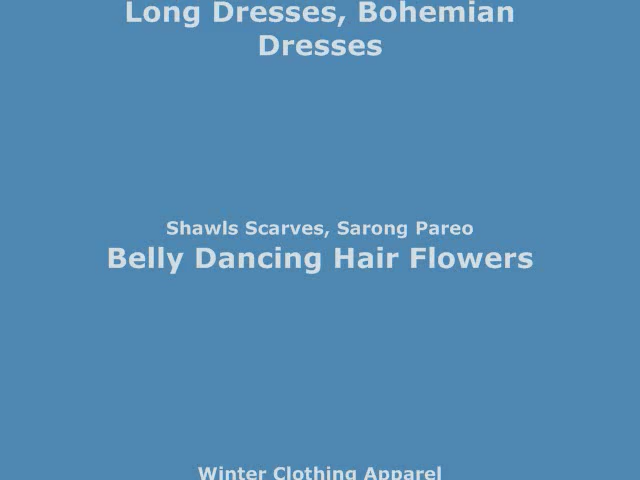 Long Dresses, Bohemian
Dresses
Shawls Scarves, Sarong Pareo
Belly Dancing Hair Flowers
Winter Clothing Apparel